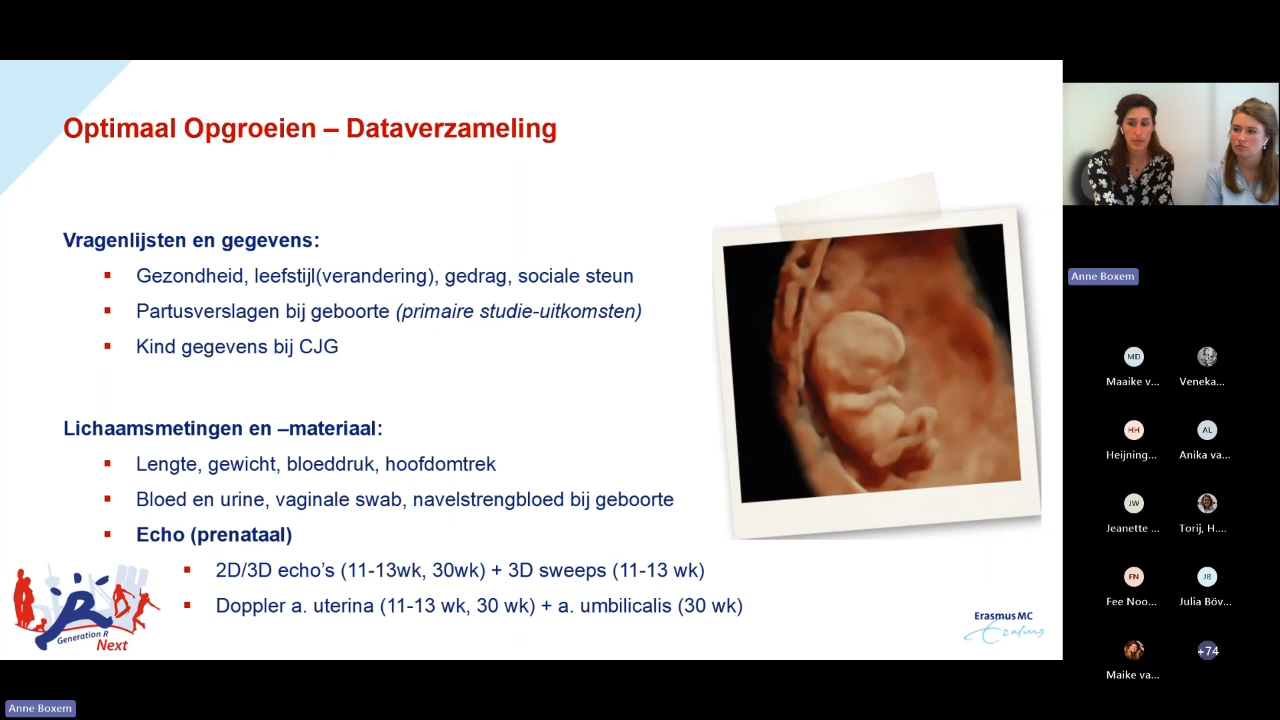 Optimaal Opgroeien – Dataverzameling
Vragenlijsten en gegevens:
Gezondheid, leefstijl(verandering), gedrag, sociale steun
Partusverslagen bij geboorte (primaire studie-uitkomsten)
Kind gegevens bij CJG
Lichaamsmetingen en –materiaal:
Lengte, gewicht, bloeddruk, hoofdomtrek
Bloed en urine, vaginale swab, navelstrengbloed bij geboorte
Echo (prenataal)
2D/3D echo's (11-13wk, 30wk) + 3D sweeps (11-13 wk)
Doppler a. uterina (11-13 wk, 30 wk) + a. umbilicalis (30 wk)
Generation R
Next
Erasmus MC
Erasmus
Anne Boxem
MD
Maaike v...
Veneka...
HH
AL
Heijning...
Anika va...
JW
Jeanette ...
Torij, H....
FN
JB
Fee Noo...
Julia Böv...
+74
Maike va...
Anne Boxem